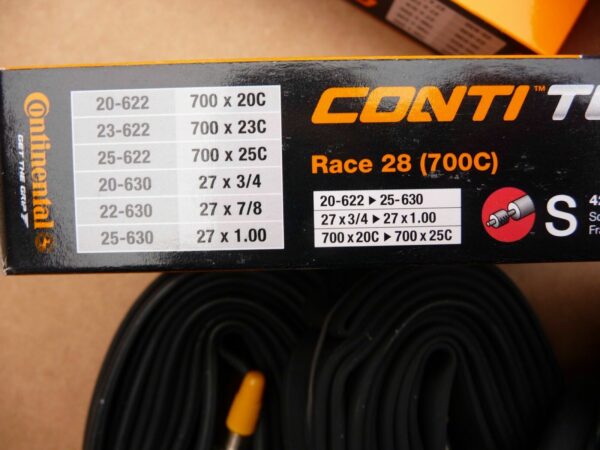 Continental
GET THE GRIP
20-622 700 x 20C
23-622 700 x 23C
25-622 700 x 25C
20-630 27 x 3/4
22-630 27 x 7/8
25-630 27 x 1.00
CONTI™
Race 28 (700C)
20-622 ▶ 25-630
27 x 3/4 ▶ 27 x 1.00
700 x 20C ▶ 700 x 25C
S